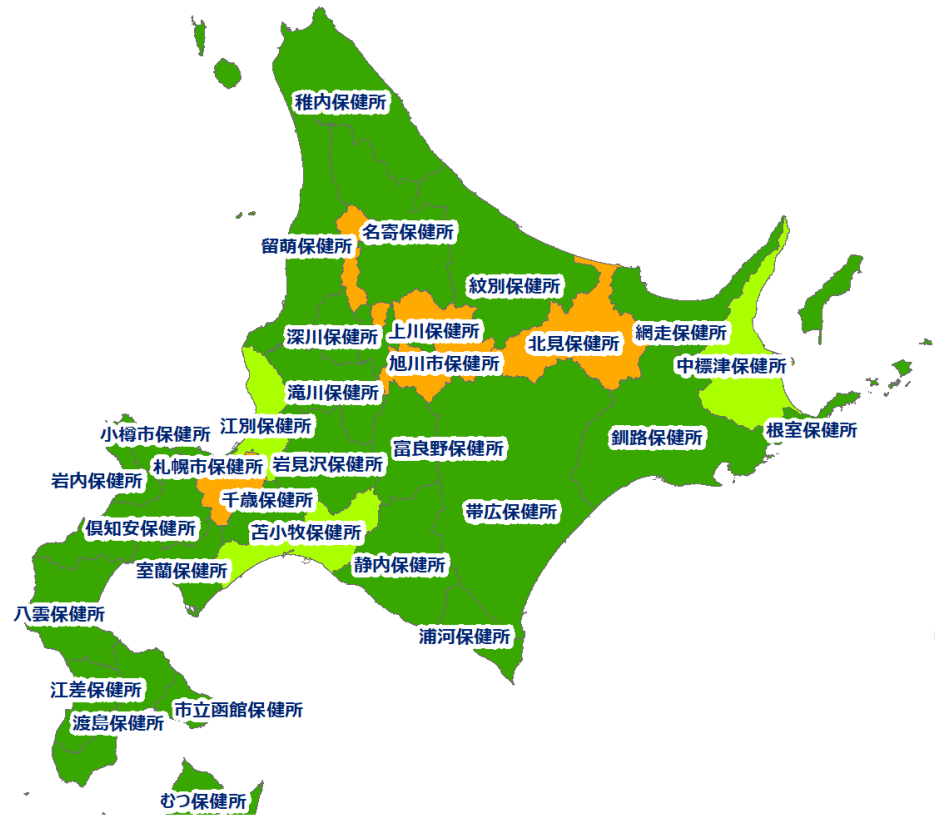 稚内保健所
名寄保健所
留萌保健所
紋別保健所
上川保健所
深川保健所
網走保健所
北見保健所
旭川市保健所
中標津保健所
滝川保健所
江別保健所
根室保健所
小樽市保健所
釧路保健所
富良野保健所
札幌市保健所
岩見沢保健所
岩内保健所
千歳保健所
帯広保健所
倶知安保健所
苫小牧保健所
静内保健所
室蘭保健所
八雲保健所
浦河保健所
江差保健所
市立函館保健所
渡島保健所
むつ保健所